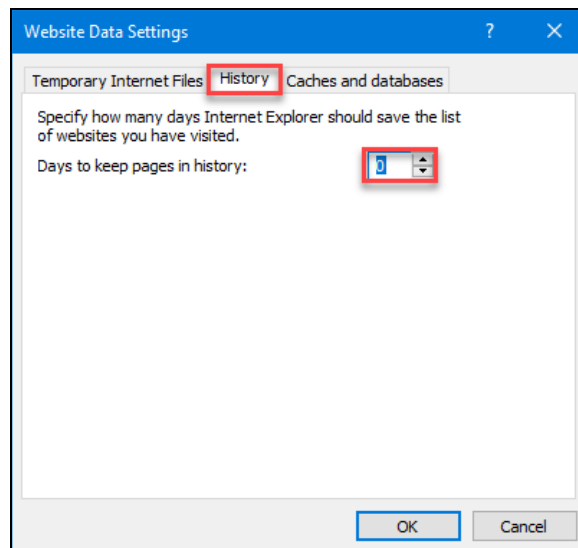 Website Data Settings ?
Temporary Internet Files History Caches and databases
Specify how many days Internet Explorer should save the list
of websites you have visited.
Days to keep pages in history: 0
OK Cancel